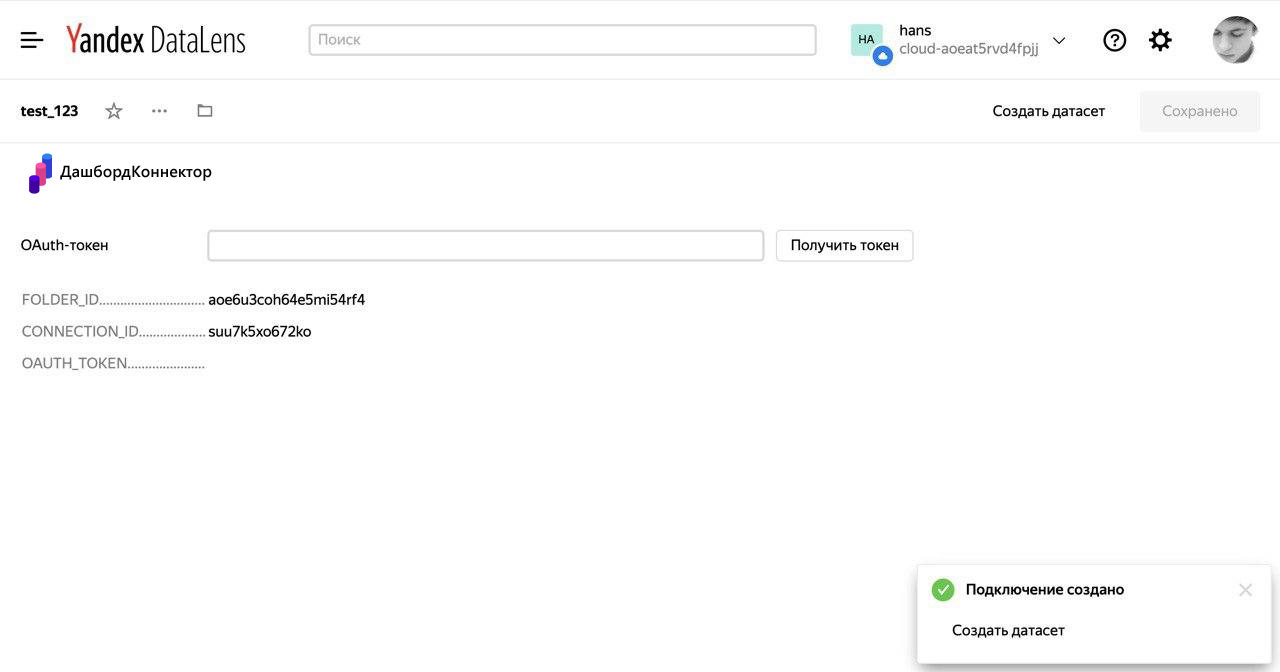 Yandex DataLens
Поиск
HA
hans
cloud-aoeat5rvd4fpjj
test_123
Создать датасет
Сохранено
ДашбордКоннектор
OAuth-токен
Получить токен
FOLDER_ID.............................. aoe6u3coh64e5mi54rf4
CONNECTION_ID................... suu7k5xo672ko
OAUTH_TOKEN......................
Подключение создано
Создать датасет